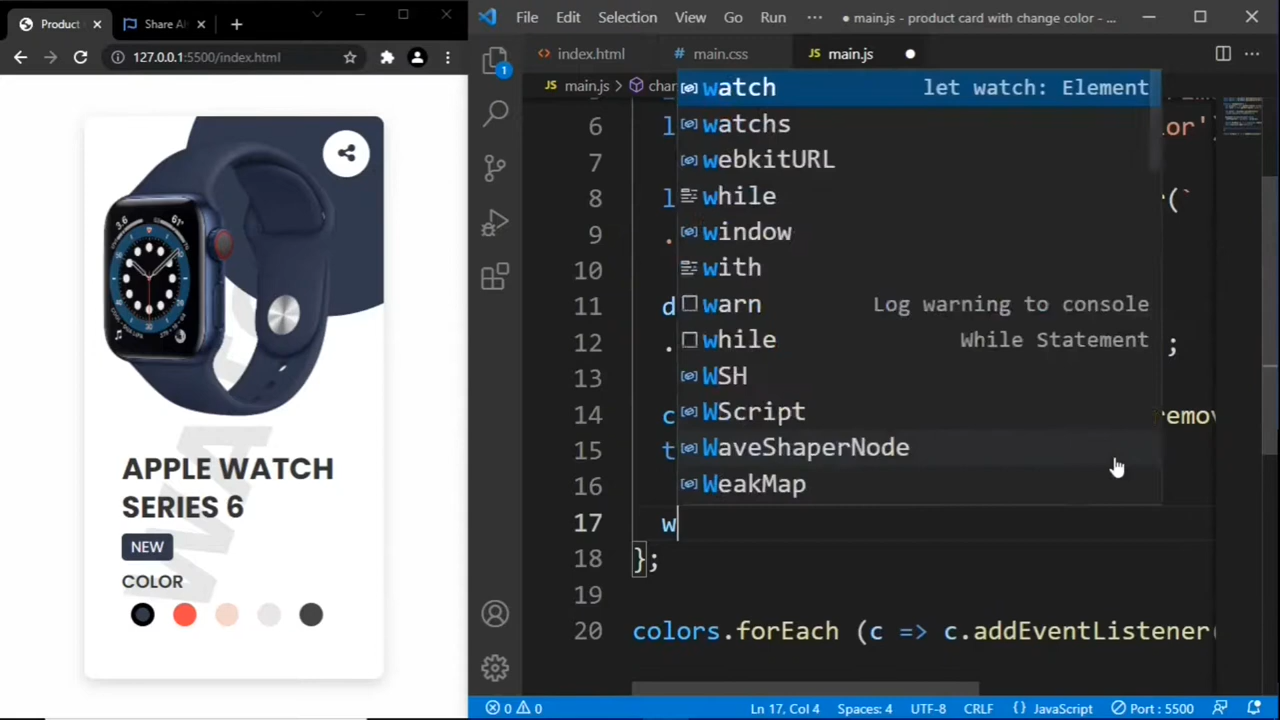 Product
Share Al
127.0.0.1:5500/index.html
APPLE WATCH
SERIES 6
NEW
COLOR
File Edit Selection View Go Run ··· ● main.js - product card with change color - ...
index.html
# main.css
JS main.js ●
JS main.js >
1
watch let watch: Element
watchs
6 l or')
webkitURL
7
while
8 l r(`
window
9 .
with
10
warn Log warning to console
11 d
while While Statement
12 . ;
WSH
13
WScript
14 c remov
WaveShaperNode
15 t
WeakMap
16
17 w
18 };
19
20 colors.forEach (c => c.addEventListener(
0 0 Ln 17, Col 4 Spaces: 4 UTF-8 CRLF {} JavaScript Port : 5500